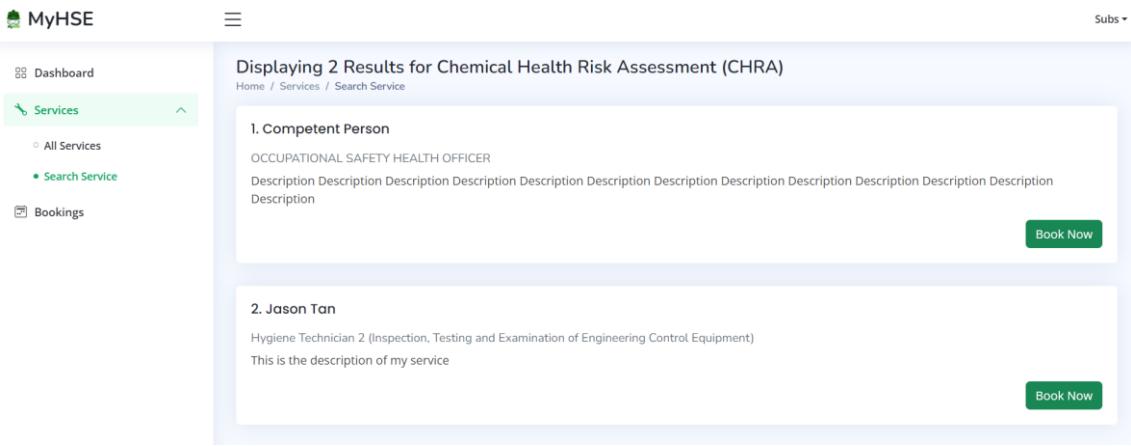 MyHSE
Subs
Dashboard
Services
All Services
Search Service
Bookings
Displaying 2 Results for Chemical Health Risk Assessment (CHRA)
Home / Services / Search Service
1. Competent Person
OCCUPATIONAL SAFETY HEALTH OFFICER
Description Description Description Description Description Description Description Description Description Description Description Description
Description
Book Now
2. Jason Tan
Hygiene Technician 2 (Inspection, Testing and Examination of Engineering Control Equipment)
This is the description of my service
Book Now